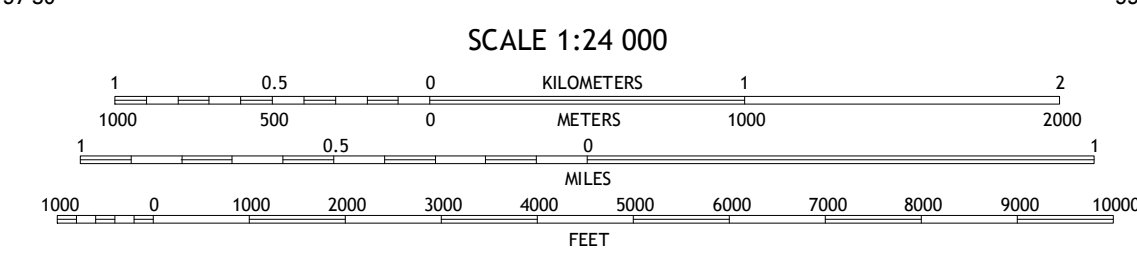 SCALE 1:24 000
1 0.5 0 KILOMETERS 1 2
1000 500 0 METERS 1000 2000
1 0.5 0 1
MILES
1000 0 1000 2000 3000 4000 5000 6000 7000 8000 9000 10000
FEET